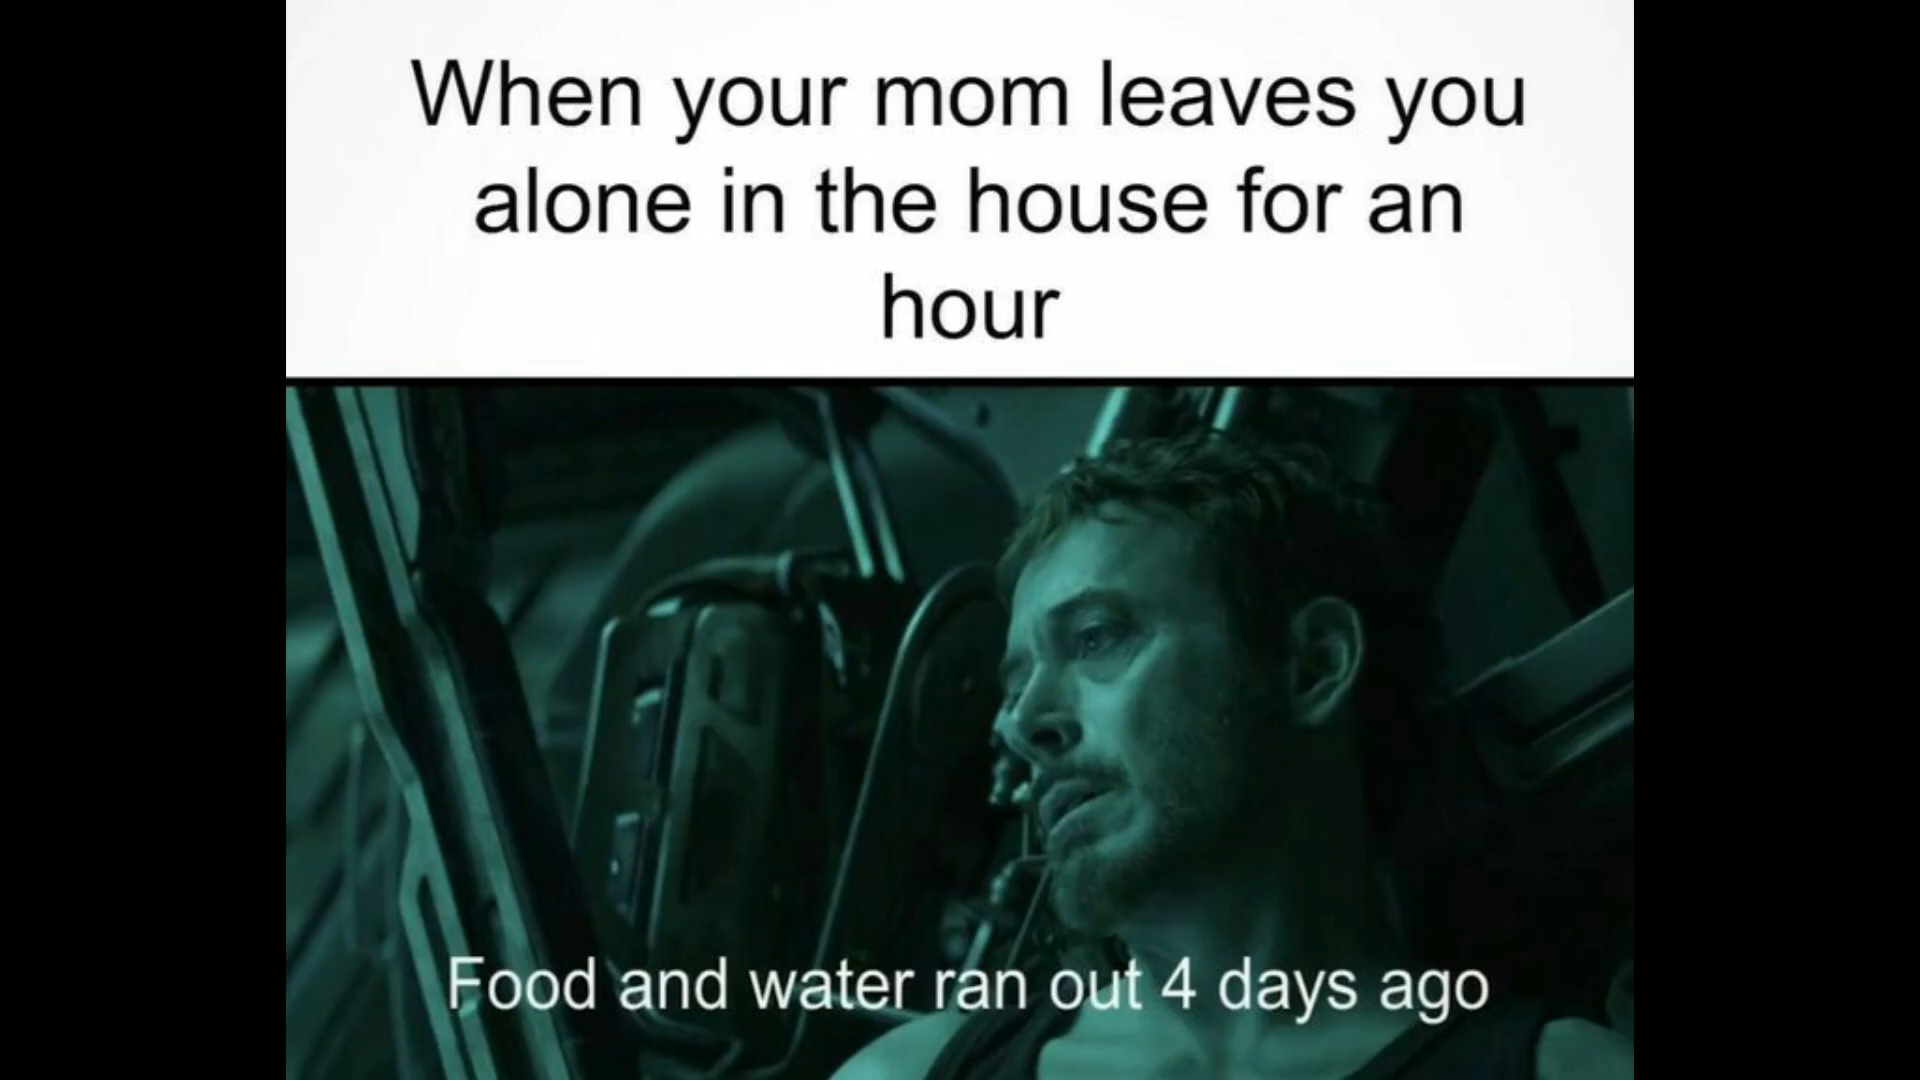 When your mom leaves you
alone in the house for an
hour
Food and water ran out 4 days ago